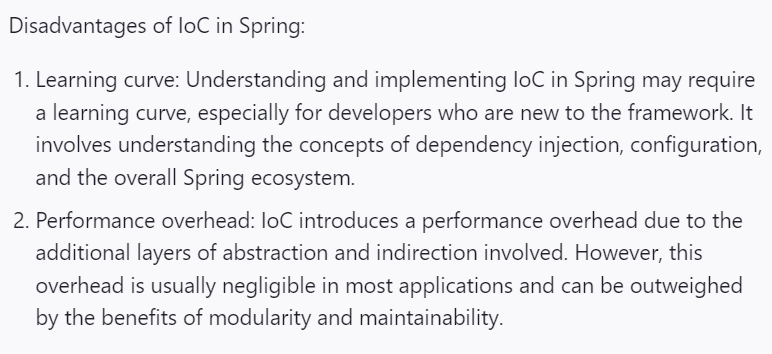 Disadvantages of IoC in Spring:
1. Learning curve: Understanding and implementing IoC in Spring may require
a learning curve, especially for developers who are new to the framework. It
involves understanding the concepts of dependency injection, configuration,
and the overall Spring ecosystem.
2. Performance overhead: IoC introduces a performance overhead due to the
additional layers of abstraction and indirection involved. However, this
overhead is usually negligible in most applications and can be outweighed
by the benefits of modularity and maintainability.